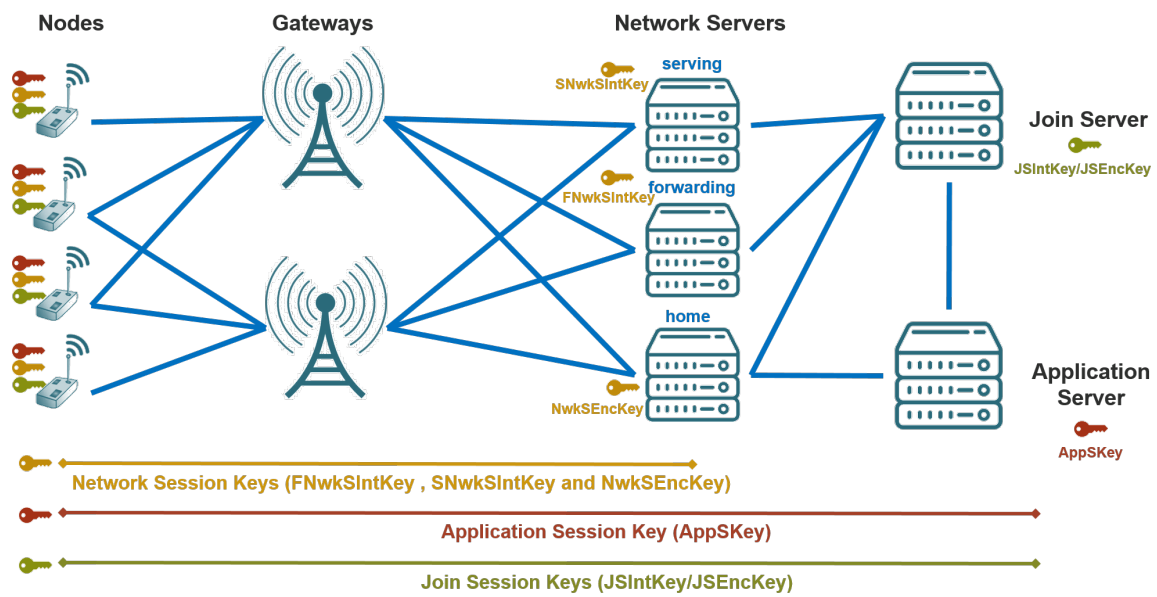 Nodes
Gateways
Network Servers
serving
SNwkSIntKey
Join Server
JSIntKey/JSEncKey
forwarding
FNwkSIntKey
home
NwkSEncKey
Application
Server
AppSKey
Network Session Keys (FNwkSIntKey , SNwkSIntKey and NwkSEncKey)
Application Session Key (AppSKey)
Join Session Keys (JSIntKey/JSEncKey)